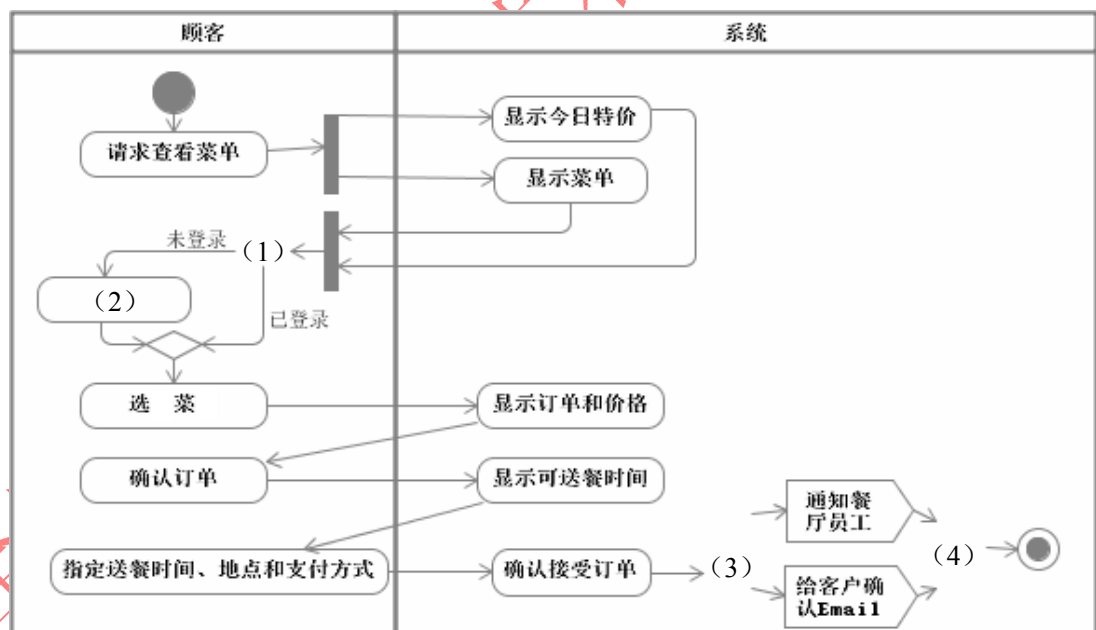 顾客
系统
显示今日特价
请求查看菜单
显示菜单
未登录
（1）
（2）
已登录
选 菜
显示订单和价格
确认订单
显示可送餐时间
通知餐
厅员工
指定送餐时间、地点和支付方式
确认接受订单
（3）
（4）
给客户确
认Email